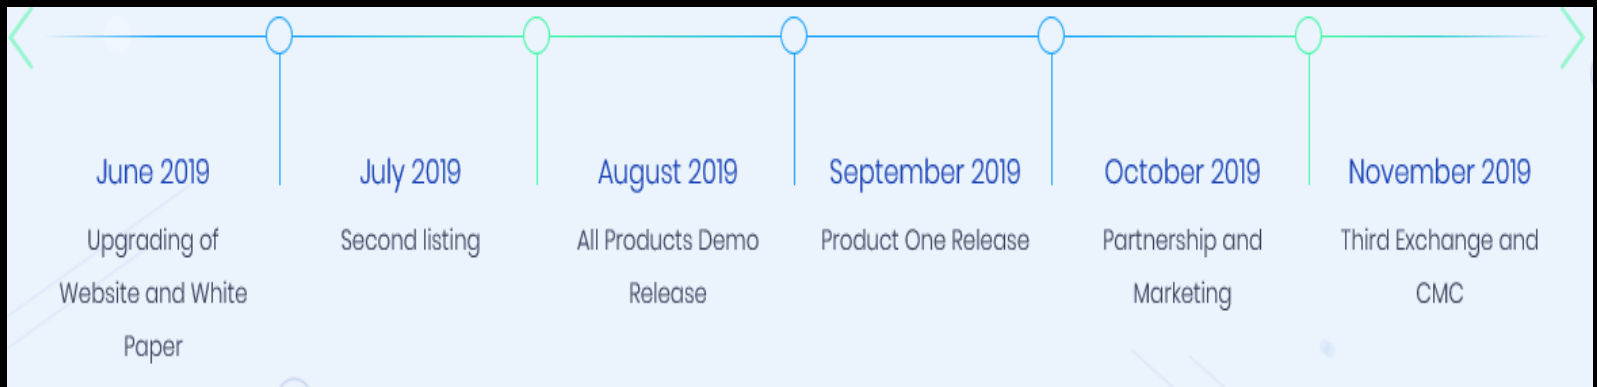 June 2019
Upgrading of
Website and White
Paper
July 2019
Second listing
August 2019
All Products Demo
Release
September 2019
Product One Release
October 2019
Partnership and
Marketing
November 2019
Third Exchange and
CMC